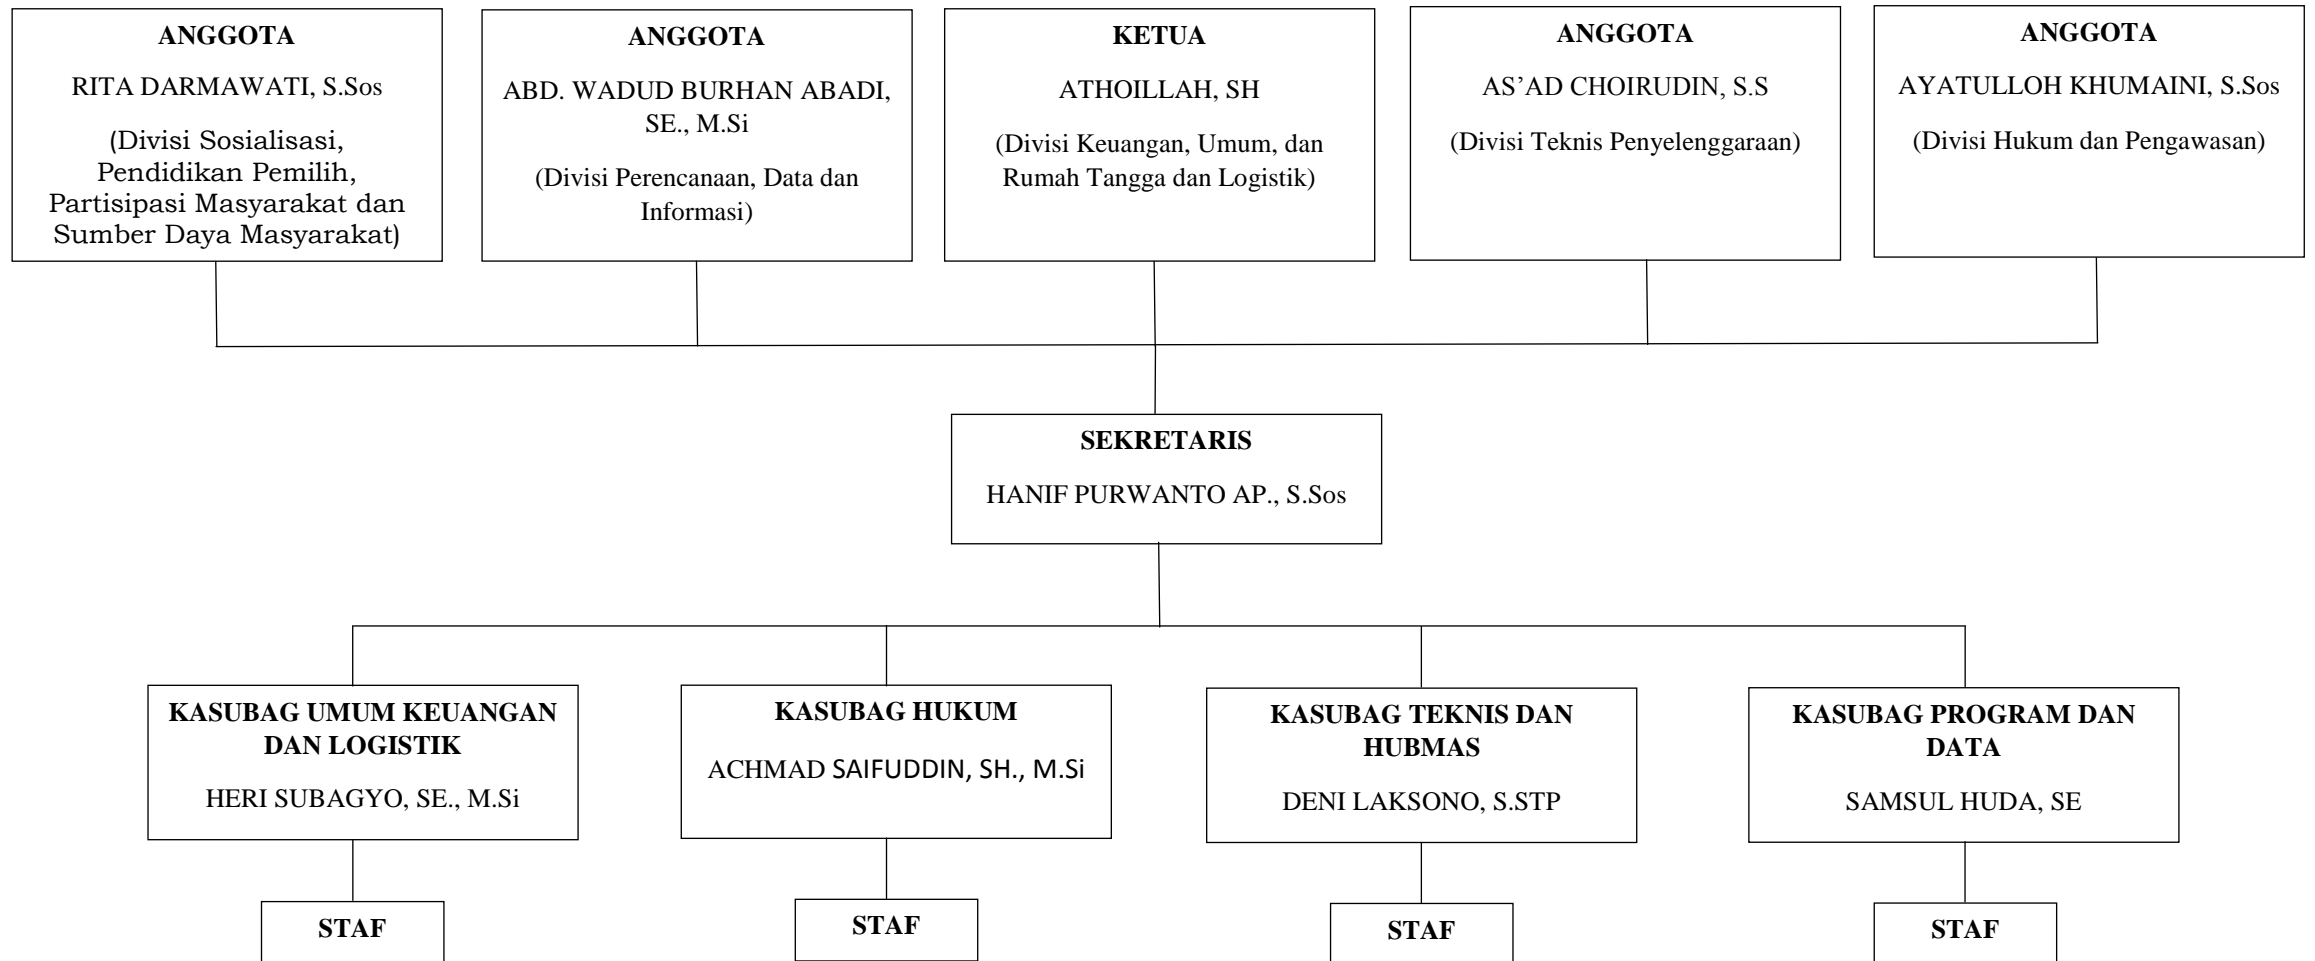 ANGGOTA
RITA DARMAWATI, S.Sos
(Divisi Sosialisasi,
Pendidikan Pemilih,
Partisipasi Masyarakat dan
Sumber Daya Masyarakat)
ANGGOTA
ABD. WADUD BURHAN ABADI,
SE., M.Si
(Divisi Perencanaan, Data dan
Informasi)
KETUA
ATHOILLAH, SH
(Divisi Keuangan, Umum, dan
Rumah Tangga dan Logistik)
ANGGOTA
AS’AD CHOIRUDIN, S.S
(Divisi Teknis Penyelenggaraan)
ANGGOTA
AYATULLOH KHUMAINI, S.Sos
(Divisi Hukum dan Pengawasan)
SEKRETARIS
HANIF PURWANTO AP., S.Sos
KASUBAG UMUM KEUANGAN
DAN LOGISTIK
HERI SUBAGYO, SE., M.Si
KASUBAG HUKUM
ACHMAD SAIFUDDIN, SH., M.Si
KASUBAG TEKNIS DAN
HUBMAS
DENI LAKSONO, S.STP
KASUBAG PROGRAM DAN
DATA
SAMSUL HUDA, SE
STAF
STAF
STAF
STAF